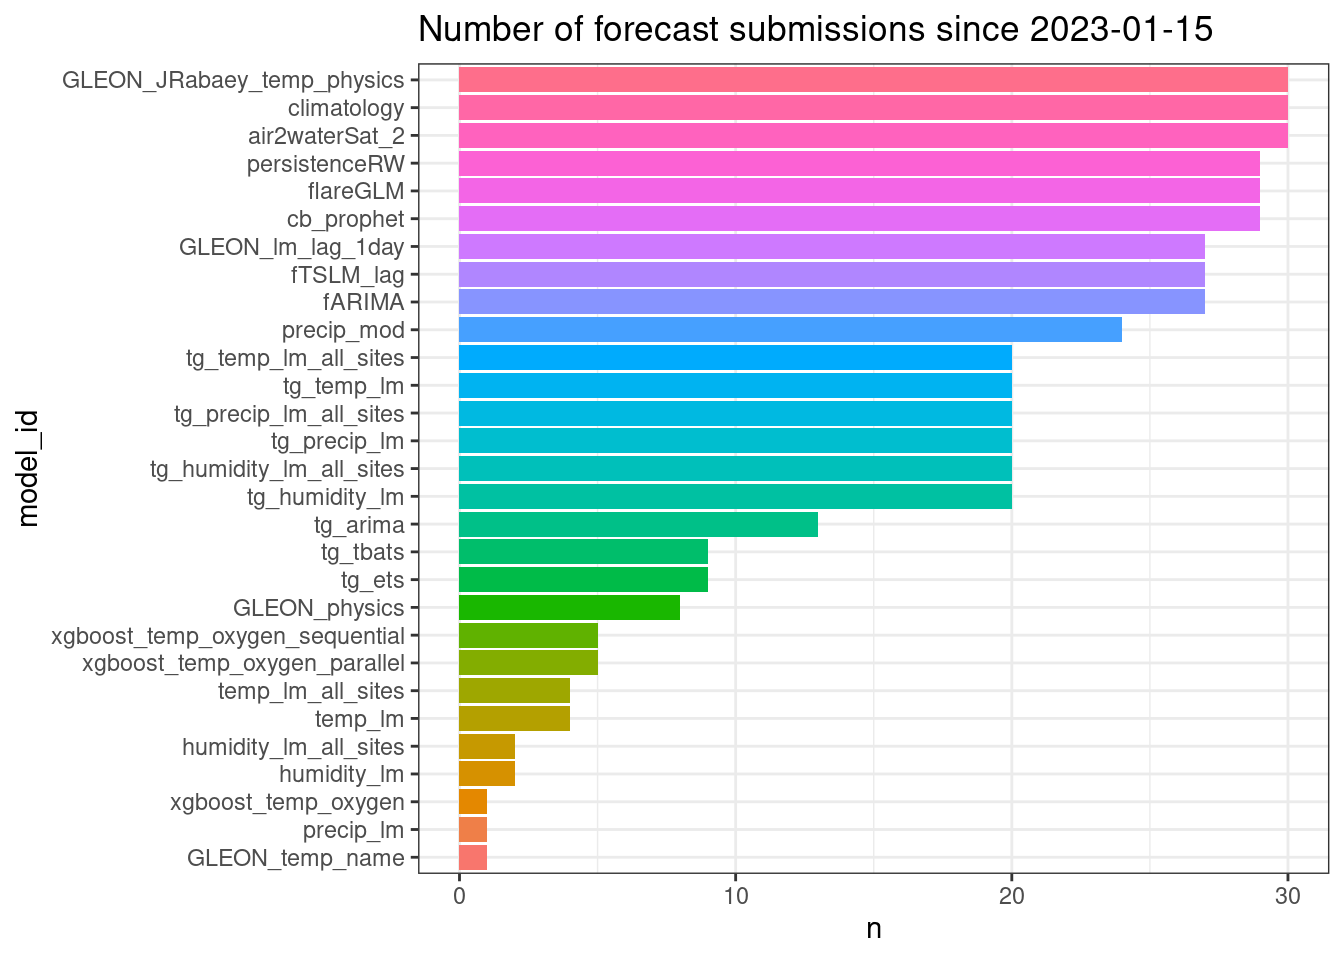 Number of forecast submissions since 2023-01-15
GLEON_JRabaey_temp_physics
climatology
air2waterSat_2
persistenceRW
flareGLM
cb_prophet
GLEON_lm_lag_1day
fTSLM_lag
fARIMA
precip_mod
tg_temp_lm_all_sites
tg_temp_lm
tg_precip_lm_all_sites
tg_precip_lm
tg_humidity_lm_all_sites
tg_humidity_lm
tg_arima
tg_tbats
tg_ets
GLEON_physics
xgboost_temp_oxygen_sequential
xgboost_temp_oxygen_parallel
temp_lm_all_sites
temp_lm
humidity_lm_all_sites
humidity_lm
xgboost_temp_oxygen
precip_lm
GLEON_temp_name
model_id
0 10 20 30
n